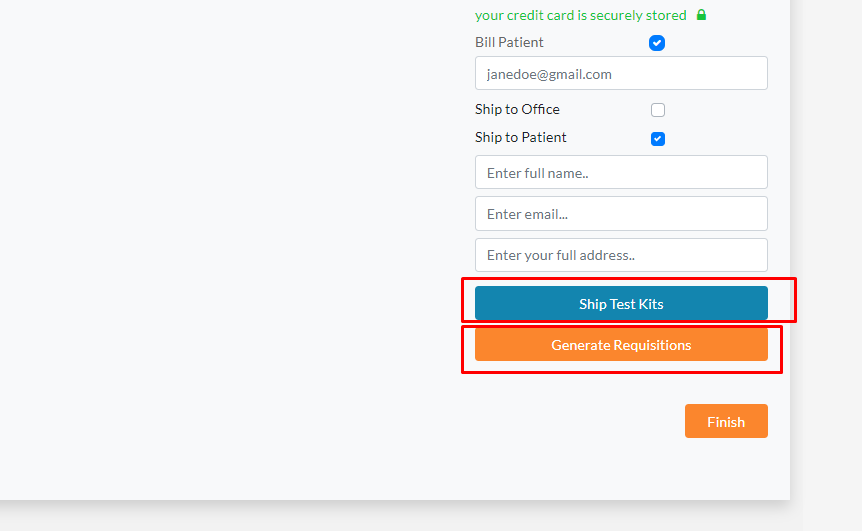 your credit card is securely stored
Bill Patient
janedoe@gmail.com
Ship to Office
Ship to Patient
Enter full name..
Enter email...
Enter your full address..
Ship Test Kits
Generate Requisitions
Finish